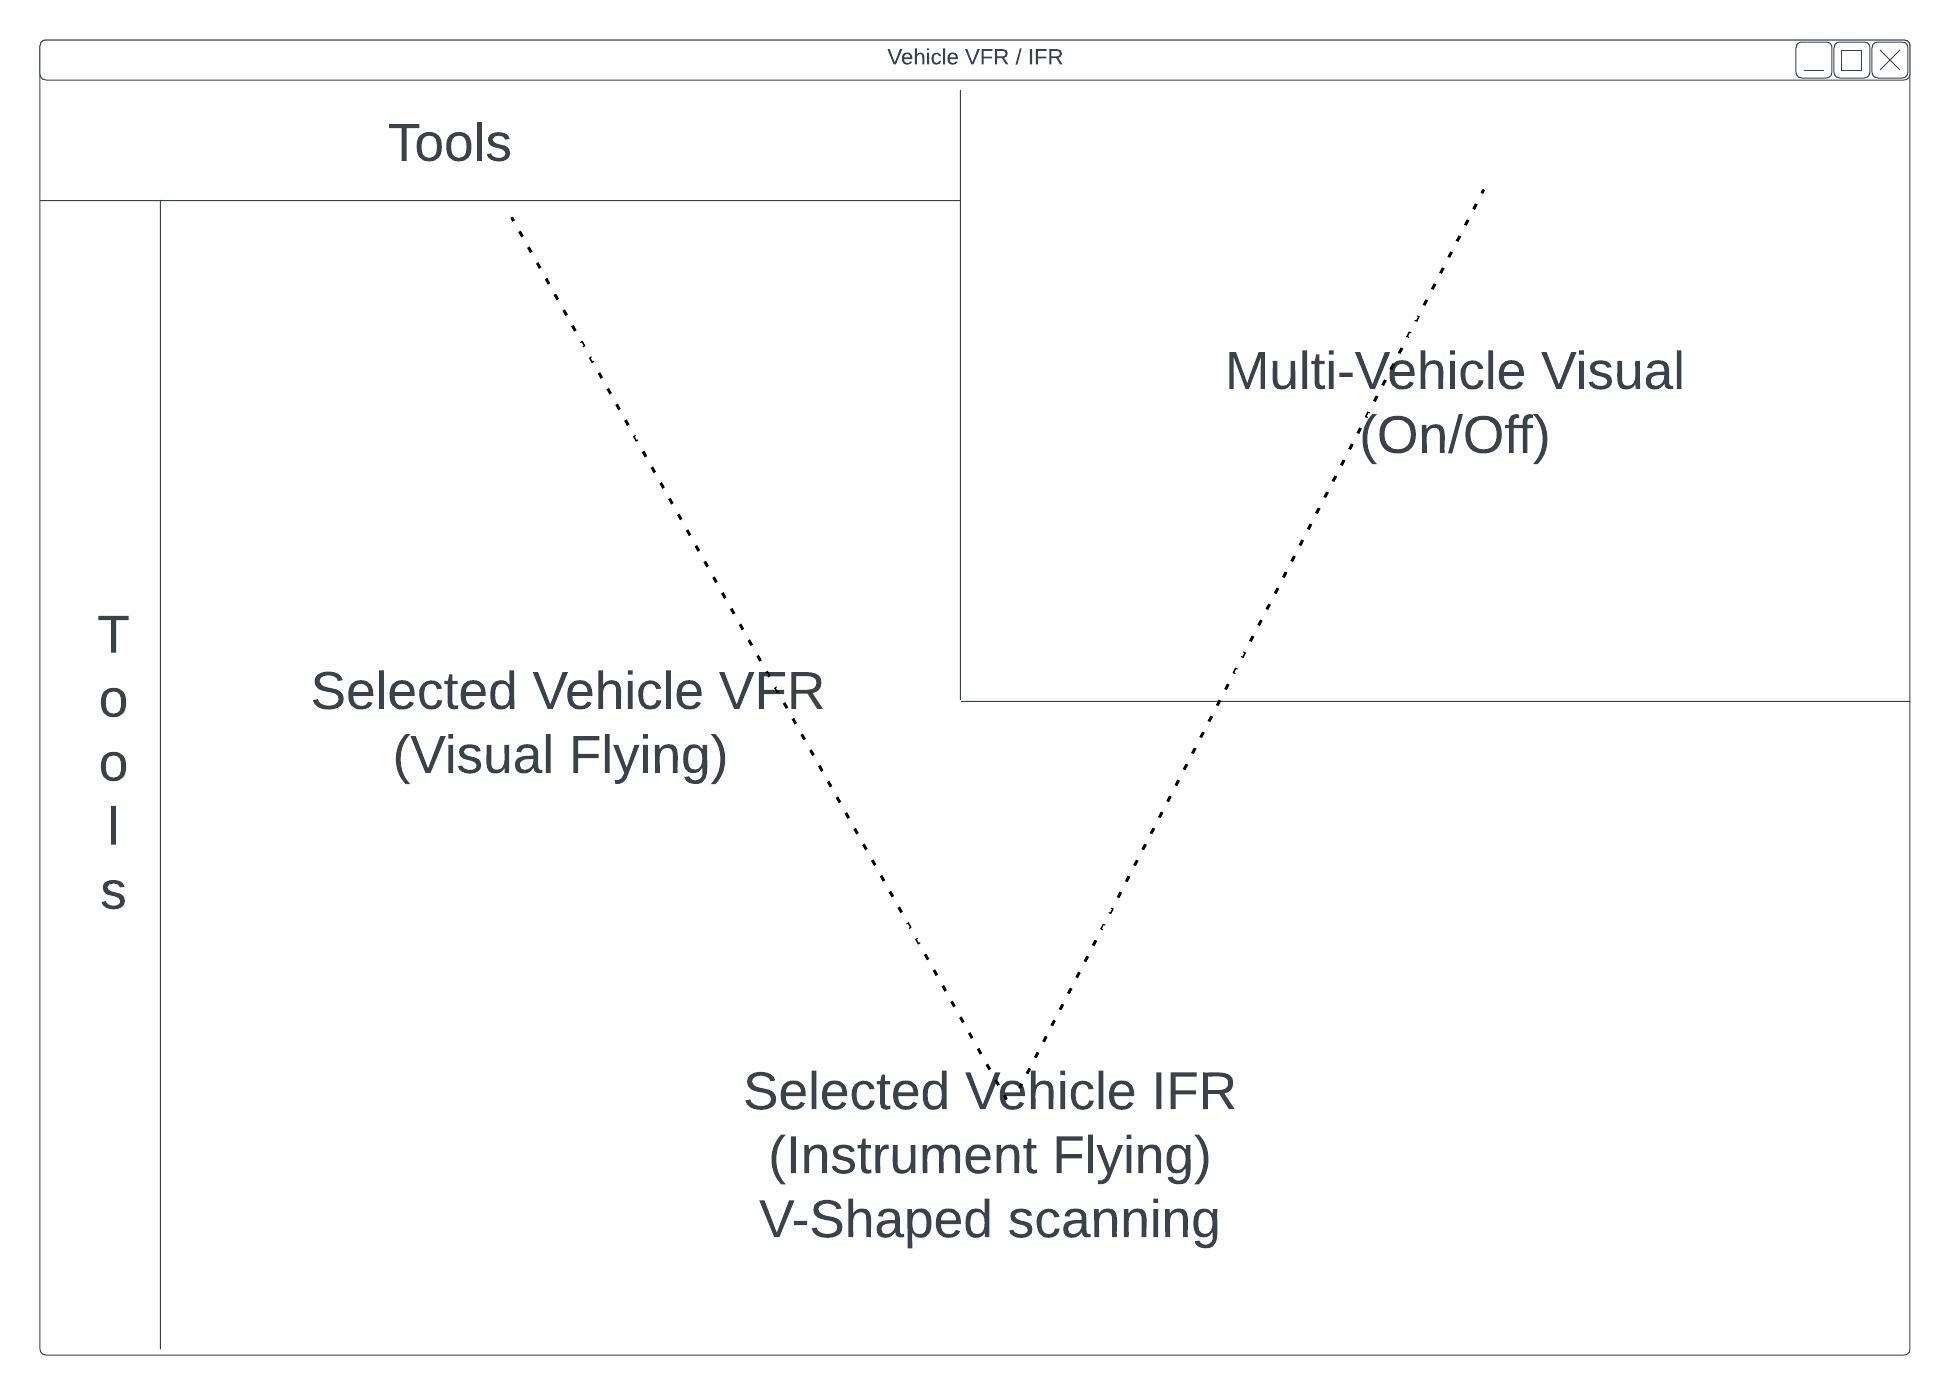 Vehicle VFR / IFR
Tools
Multi-Vehicle Visual
(On/Off)
T
o
o
l
s
Selected Vehicle VFR
(Visual Flying)
Selected Vehicle IFR
(Instrument Flying)
V-Shaped scanning